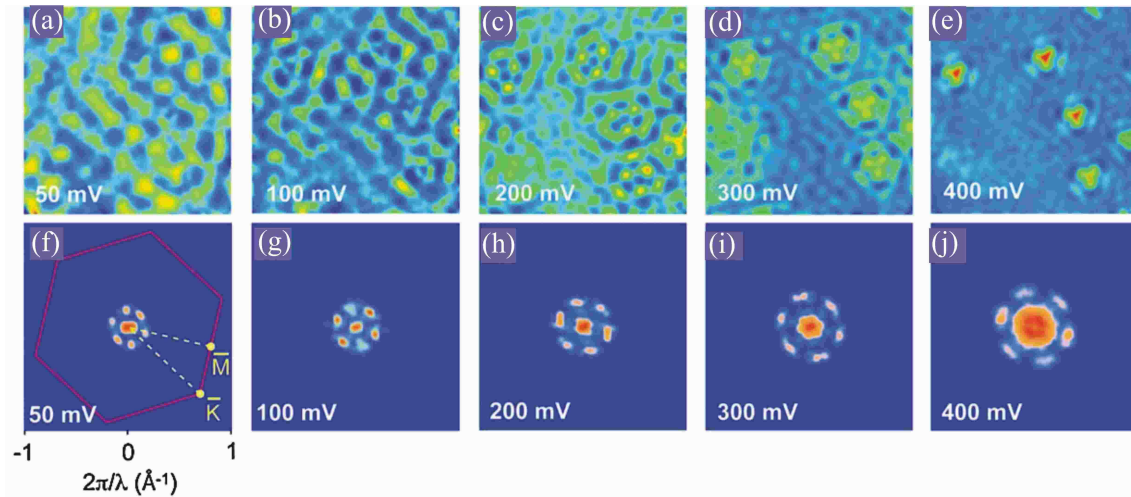 (a) (b) (c) (d) (e)
50 mV 100 mV 200 mV 300 mV 400 mV
(f) (g) (h) (i) (j)
M̅
K̅
50 mV 100 mV 200 mV 300 mV 400 mV
-1 0 1
2π/λ (Å⁻¹)